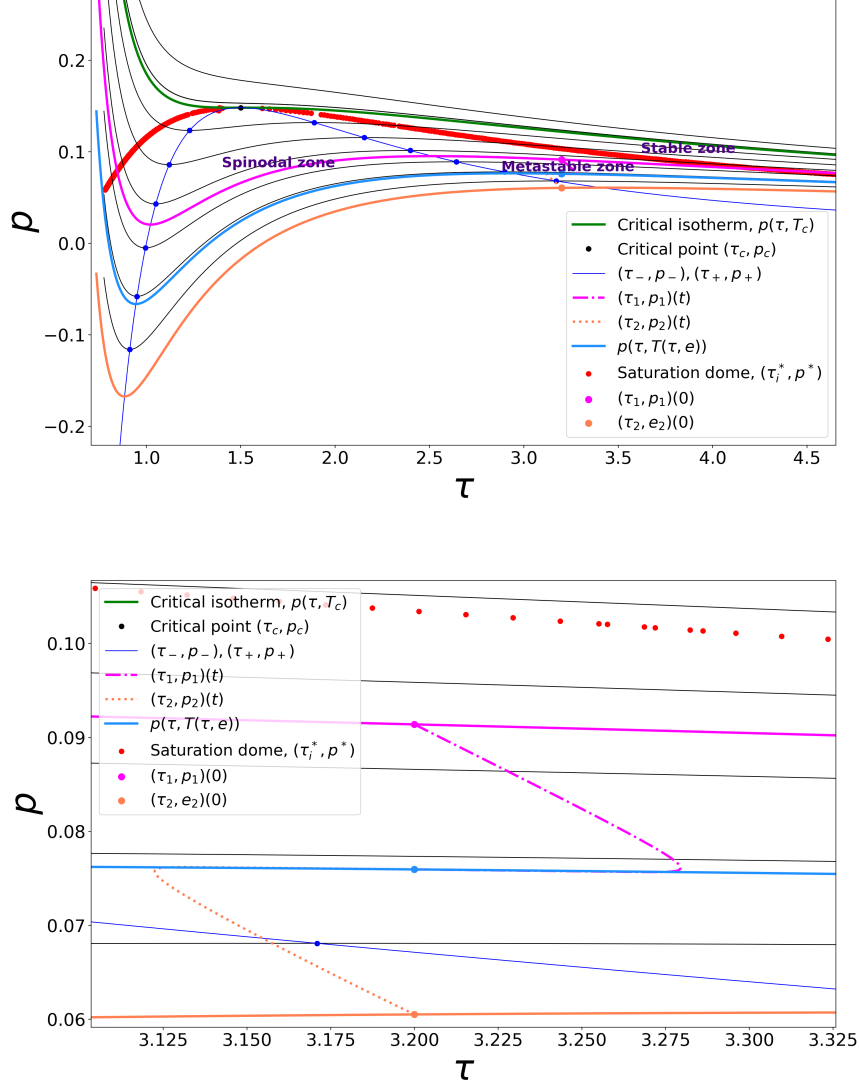 0.2
0.1
0.0
−0.1
−0.2
p
Spinodal zone
Metastable zone
Stable zone
Critical isotherm, p(τ, T_c)
Critical point (τ_c, p_c)
(τ_−, p_−), (τ_+, p_+)
(τ_1, p_1)(t)
(τ_2, p_2)(t)
p(τ, T(τ, e))
Saturation dome, (τ_i^*, p^*)
(τ_1, p_1)(0)
(τ_2, e_2)(0)
1.0 1.5 2.0 2.5 3.0 3.5 4.0 4.5
τ
0.10
0.09
0.08
0.07
0.06
p
Critical isotherm, p(τ, T_c)
Critical point (τ_c, p_c)
(τ_−, p_−), (τ_+, p_+)
(τ_1, p_1)(t)
(τ_2, p_2)(t)
p(τ, T(τ, e))
Saturation dome, (τ_i^*, p^*)
(τ_1, p_1)(0)
(τ_2, e_2)(0)
3.125 3.150 3.175 3.200 3.225 3.250 3.275 3.300 3.325
τ